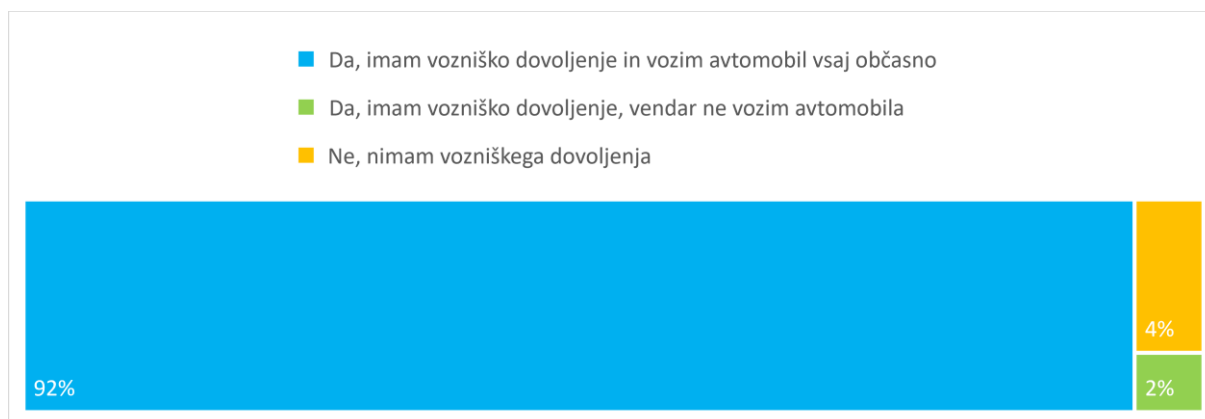 Da, imam vozniško dovoljenje in vozim avtomobil vsaj občasno
Da, imam vozniško dovoljenje, vendar ne vozim avtomobila
Ne, nimam vozniškega dovoljenja
4%
92%
2%